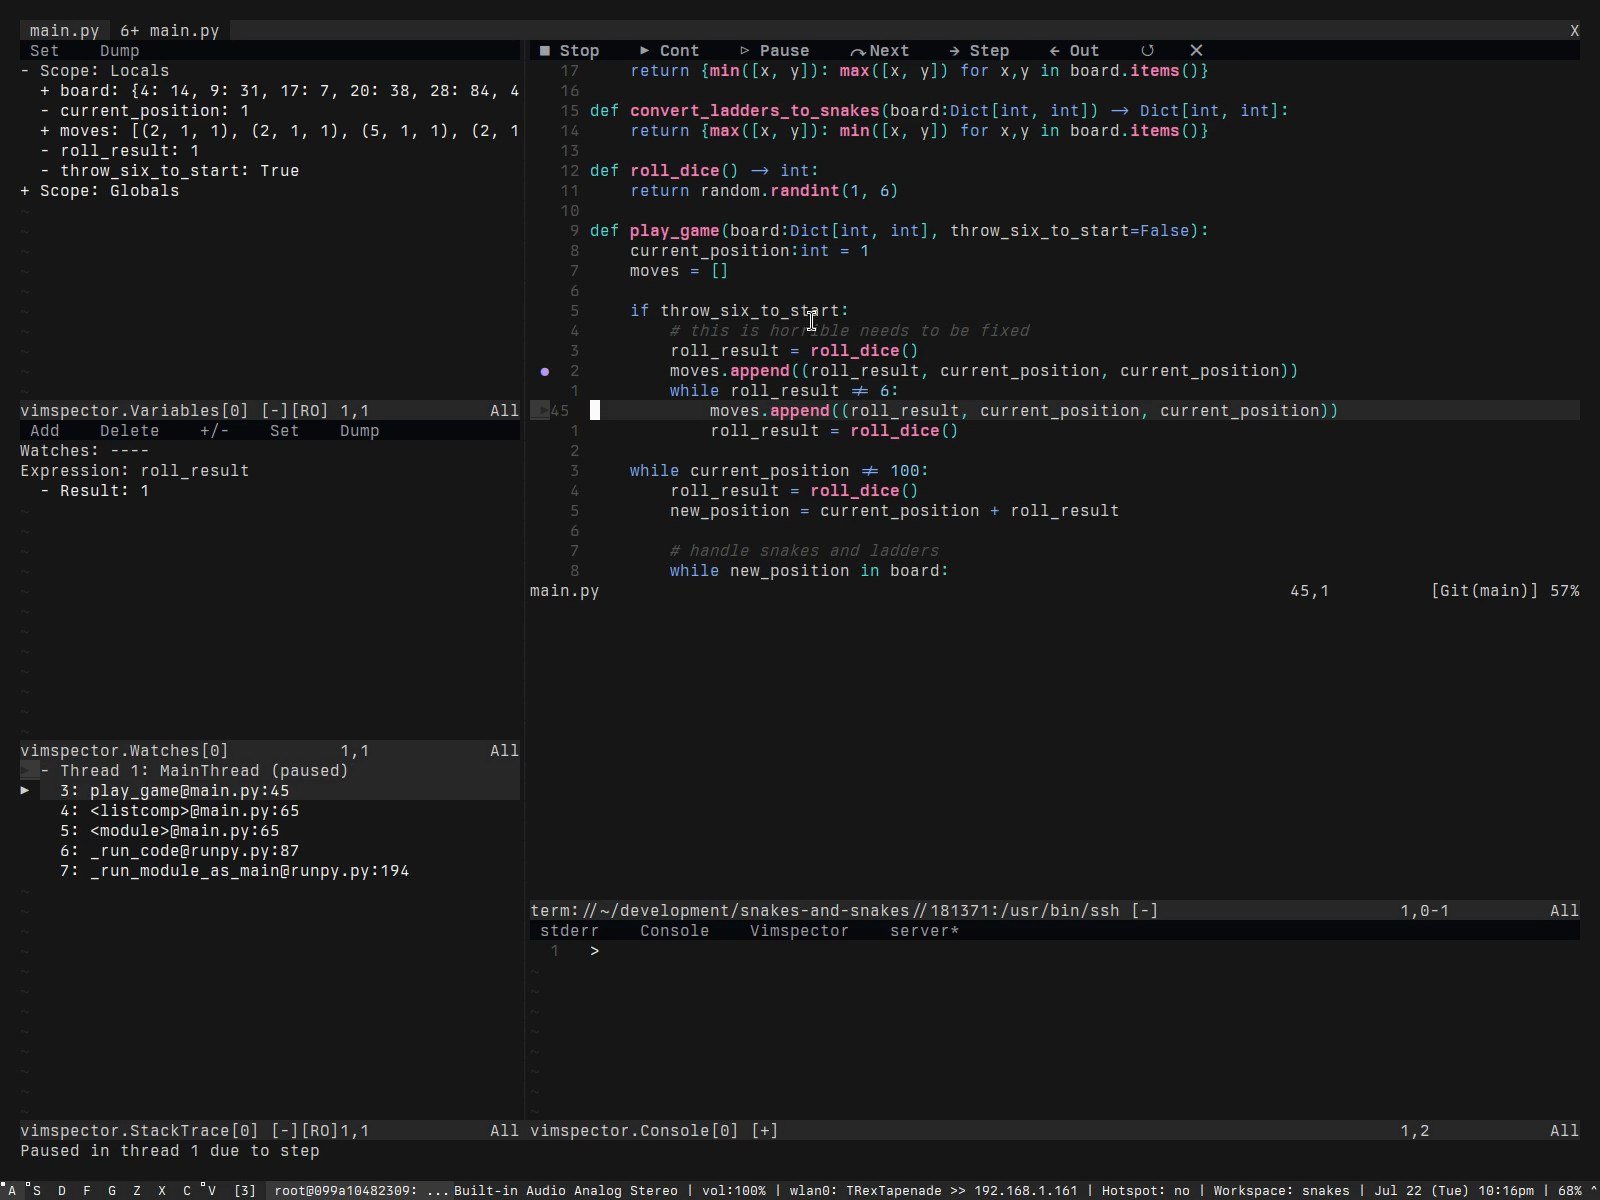 main.py  6+ main.py  X
Set  Dump
- Scope: Locals
+ board: {4: 14, 9: 31, 17: 7, 20: 38, 28: 84, 4
- current_position: 1
+ moves: [(2, 1, 1), (2, 1, 1), (5, 1, 1), (2, 1
- roll_result: 1
- throw_six_to_start: True
+ Scope: Globals
vimspector.Variables[0] [-][RO] 1,1 All
Add  Delete  +/-  Set  Dump
Watches: ----
Expression: roll_result
- Result: 1
vimspector.Watches[0] 1,1 All
- Thread 1: MainThread (paused)
3: play_game@main.py:45
4: <listcomp>@main.py:65
5: <module>@main.py:65
6: _run_code@runpy.py:87
7: _run_module_as_main@runpy.py:194
vimspector.StackTrace[0] [-][RO]1,1 All
Paused in thread 1 due to step
■ Stop  ▶ Cont  ▷ Pause  ↷Next  → Step  ← Out  ↺  ✕
17 return {min([x, y]): max([x, y]) for x,y in board.items()}
16
15 def convert_ladders_to_snakes(board:Dict[int, int]) → Dict[int, int]:
14 return {max([x, y]): min([x, y]) for x,y in board.items()}
13
12 def roll_dice() → int:
11 return random.randint(1, 6)
10
9 def play_game(board:Dict[int, int], throw_six_to_start=False):
8 current_position:int = 1
7 moves = []
6
5 if throw_six_to_start:
4 # this is horrible needs to be fixed
3 roll_result = roll_dice()
● 2 moves.append((roll_result, current_position, current_position))
1 while roll_result ≠ 6:
▶45 moves.append((roll_result, current_position, current_position))
1 roll_result = roll_dice()
2
3 while current_position ≠ 100:
4 roll_result = roll_dice()
5 new_position = current_position + roll_result
6
7 # handle snakes and ladders
8 while new_position in board:
main.py 45,1 [Git(main)] 57%
term://~/development/snakes-and-snakes//181371:/usr/bin/ssh [-] 1,0-1 All
stderr  Console  Vimspector  server*
1 >
vimspector.Console[0] [+] 1,2 All
A S D F G Z X C V [3] root@099a10482309: ... Built-in Audio Analog Stereo | vol:100% | wlan0: TRexTapenade >> 192.168.1.161 | Hotspot: no | Workspace: snakes | Jul 22 (Tue) 10:16pm | 68% ^